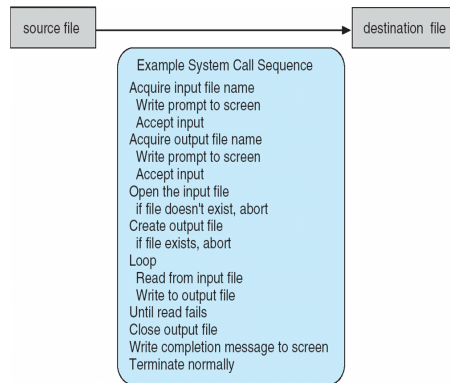 source file
destination file
Example System Call Sequence
Acquire input file name
Write prompt to screen
Accept input
Acquire output file name
Write prompt to screen
Accept input
Open the input file
if file doesn't exist, abort
Create output file
if file exists, abort
Loop
Read from input file
Write to output file
Until read fails
Close output file
Write completion message to screen
Terminate normally